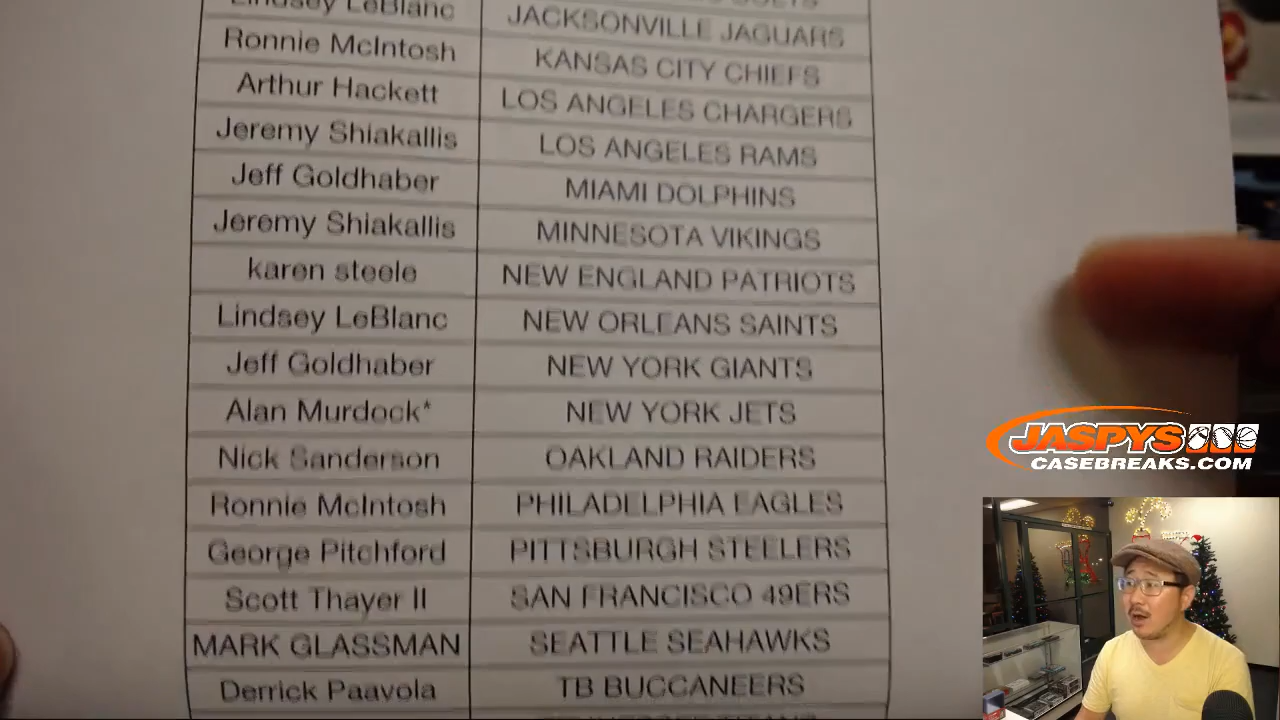 Lindsey LeBlanc
JACKSONVILLE JAGUARS
Ronnie McIntosh KANSAS CITY CHIEFS
Arthur Hackett LOS ANGELES CHARGERS
Jeremy Shiakallis LOS ANGELES RAMS
Jeff Goldhaber MIAMI DOLPHINS
Jeremy Shiakallis MINNESOTA VIKINGS
karen steele NEW ENGLAND PATRIOTS
Lindsey LeBlanc NEW ORLEANS SAINTS
Jeff Goldhaber NEW YORK GIANTS
Alan Murdock* NEW YORK JETS
Nick Sanderson OAKLAND RAIDERS
Ronnie McIntosh PHILADELPHIA EAGLES
George Pitchford PITTSBURGH STEELERS
Scott Thayer II SAN FRANCISCO 49ERS
MARK GLASSMAN SEATTLE SEAHAWKS
Derrick Paavola TB BUCCANEERS
JASPYS
CASEBREAKS.COM